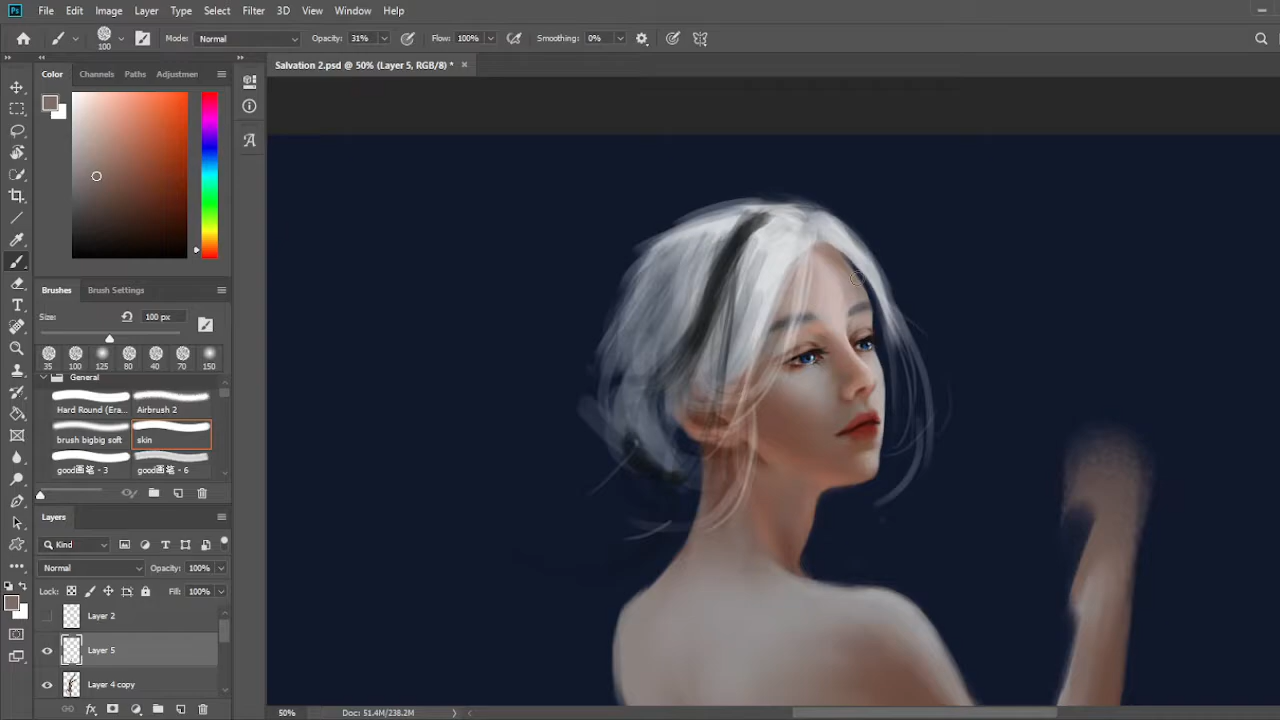 Ps File Edit Image Layer Type Select Filter 3D View Window Help
100 Mode: Normal Opacity: 31% Flow: 100% Smoothing: 0%
Color Channels Paths Adjustmen
Salvation 2.psd @ 50% (Layer 5, RGB/8) *
A
Brushes Brush Settings
Size: 100 px
35 100 125 80 40 70 150
General
Hard Round (Era... Airbrush 2
brush bigbig soft skin
good画笔 - 3 good画笔 - 6
Layers
Kind
Normal Opacity: 100%
Lock: Fill: 100%
Layer 2
Layer 5
Layer 4 copy
fx
50% Doc: 51.4M/238.2M